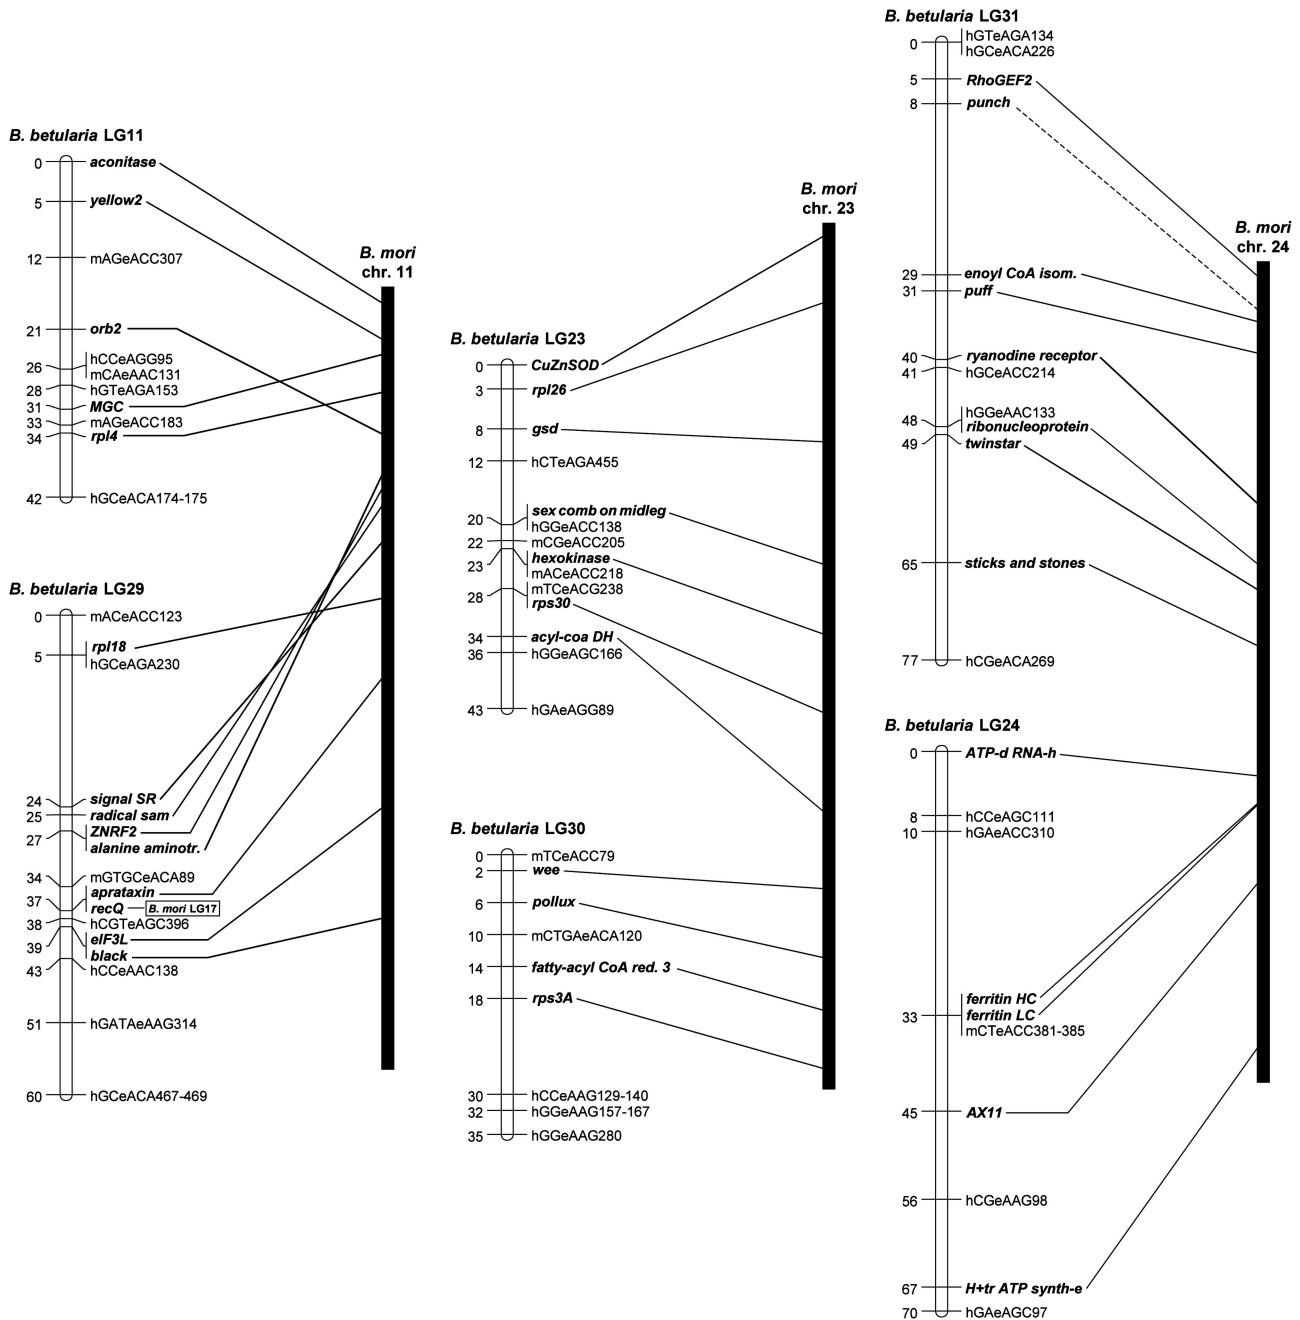 B. betularia LG11
0 aconitase
5 yellow2
12 mAGeACC307
21 orb2
hCCeAGG95
26 mCAeAAC131
28 hGTeAGA153
31 MGC
33 mAGeACC183
34 rpl4
42 hGCeACA174-175
B. mori
chr. 11
B. betularia LG29
0 mACeACC123
rpl18
5 hGCeAGA230
24 signal SR
25 radical sam
27 ZNRF2
alanine aminotr.
34 mGTGCeACA89
aprataxin
37 recQ B. mori LG17
38 hCGTeAGC396
39 eIF3L
black
43 hCCeAAC138
51 hGATAeAAG314
60 hGCeACA467-469
B. betularia LG23
0 CuZnSOD
3 rpl26
8 gsd
12 hCTeAGA455
sex comb on midleg
20 hGGeACC138
22 mCGeACC205
hexokinase
23 mACeACC218
mTCeACG238
28 rps30
34 acyl-coa DH
36 hGGeAGC166
43 hGAeAGG89
B. mori
chr. 23
B. betularia LG30
0 mTCeACC79
2 wee
6 pollux
10 mCTGAeACA120
14 fatty-acyl CoA red. 3
18 rps3A
30 hCCeAAG129-140
32 hGGeAAG157-167
35 hGGeAAG280
B. betularia LG31
0 hGTeAGA134
hGCeACA226
5 RhoGEF2
8 punch
29 enoyl CoA isom.
31 puff
40 ryanodine receptor
41 hGCeACC214
hGGeAAC133
48 ribonucleoprotein
49 twinstar
65 sticks and stones
77 hCGeACA269
B. mori
chr. 24
B. betularia LG24
0 ATP-d RNA-h
8 hCCeAGC111
10 hGAeACC310
ferritin HC
33 ferritin LC
mCTeACC381-385
45 AX11
56 hCGeAAG98
67 H+tr ATP synth-e
70 hGAeAGC97